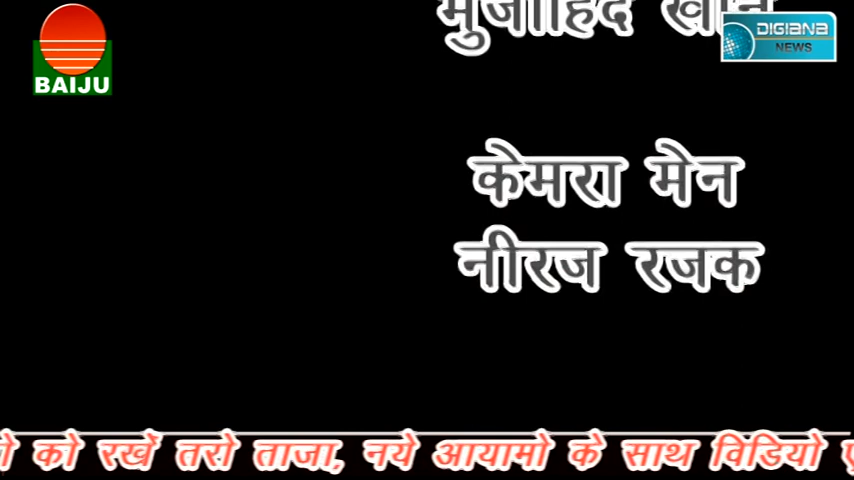 मुजाहिद खान
DIGIANA
NEWS
BAIJU
केमरा मेन
नीरज रजक
को रखें तरो ताजा, नये आयामो के साथ विडियो